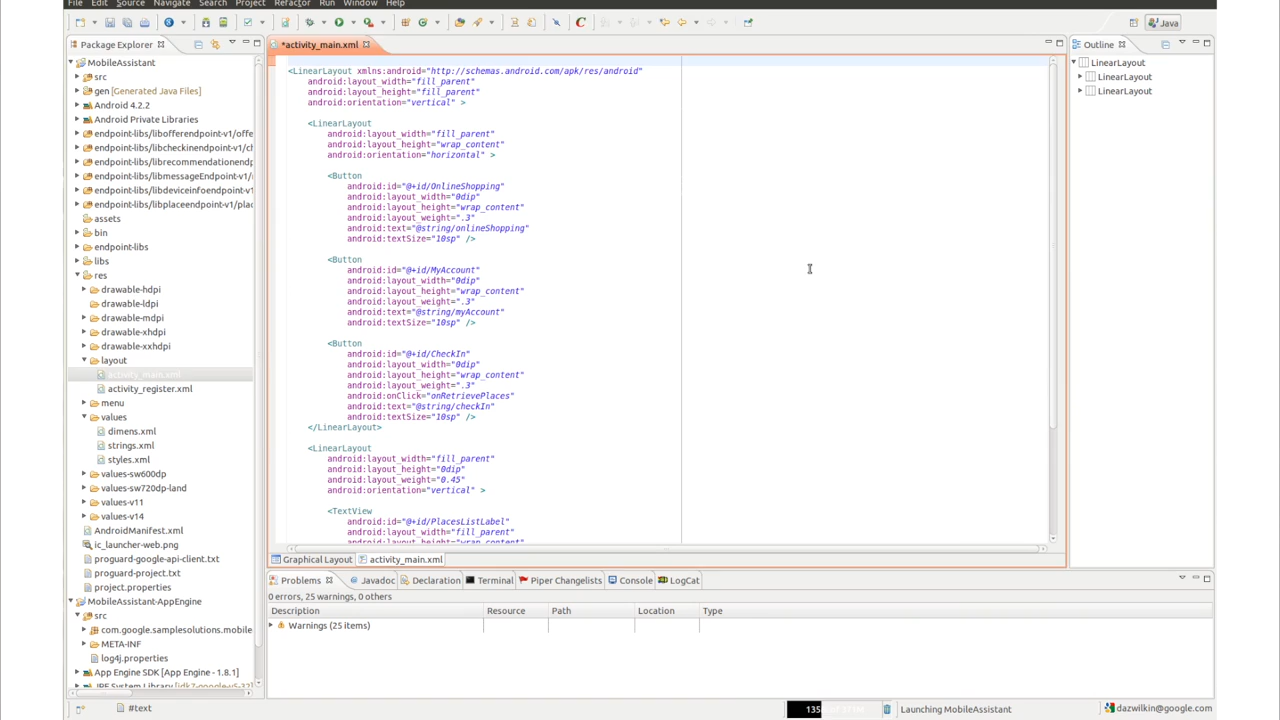 File Edit Source Navigate Search Project Refactor Run Window Help
Java
Package Explorer
*activity_main.xml
Outline
MobileAssistant
src
gen [Generated Java Files]
Android 4.2.2
Android Private Libraries
endpoint-libs/libofferendpoint-v1/offe
endpoint-libs/libcheckinendpoint-v1/ch
endpoint-libs/librecommendationendp
endpoint-libs/libmessageEndpoint-v1/
endpoint-libs/libdeviceinfoendpoint-v1
endpoint-libs/libplaceendpoint-v1/plac
assets
bin
endpoint-libs
libs
res
drawable-hdpi
drawable-ldpi
drawable-mdpi
drawable-xhdpi
drawable-xxhdpi
layout
activity_main.xml
activity_register.xml
menu
values
dimens.xml
strings.xml
styles.xml
values-sw600dp
values-sw720dp-land
values-v11
values-v14
AndroidManifest.xml
ic_launcher-web.png
proguard-google-api-client.txt
proguard-project.txt
project.properties
MobileAssistant-AppEngine
src
com.google.samplesolutions.mobile
META-INF
log4j.properties
App Engine SDK [App Engine - 1.8.1]
JRE System Library [jdk7-google-v5-32]
<LinearLayout xmlns:android="http://schemas.android.com/apk/res/android"
android:layout_width="fill_parent"
android:layout_height="fill_parent"
android:orientation="vertical" >
<LinearLayout
android:layout_width="fill_parent"
android:layout_height="wrap_content"
android:orientation="horizontal" >
<Button
android:id="@+id/OnlineShopping"
android:layout_width="0dip"
android:layout_height="wrap_content"
android:layout_weight=".3"
android:text="@string/onlineShopping"
android:textSize="10sp" />
<Button
android:id="@+id/MyAccount"
android:layout_width="0dip"
android:layout_height="wrap_content"
android:layout_weight=".3"
android:text="@string/myAccount"
android:textSize="10sp" />
<Button
android:id="@+id/CheckIn"
android:layout_width="0dip"
android:layout_height="wrap_content"
android:layout_weight=".3"
android:onClick="onRetrievePlaces"
android:text="@string/checkIn"
android:textSize="10sp" />
</LinearLayout>
<LinearLayout
android:layout_width="fill_parent"
android:layout_height="0dip"
android:layout_weight="0.45"
android:orientation="vertical" >
<TextView
android:id="@+id/PlacesListLabel"
android:layout_width="fill_parent"
android:layout_height="wrap_content"
Graphical Layout activity_main.xml
LinearLayout
LinearLayout
LinearLayout
Problems Javadoc Declaration Terminal Piper Changelists Console LogCat
0 errors, 25 warnings, 0 others
Description Resource Path Location Type
Warnings (25 items)
#text
135
Launching MobileAssistant
dazwilkin@google.com